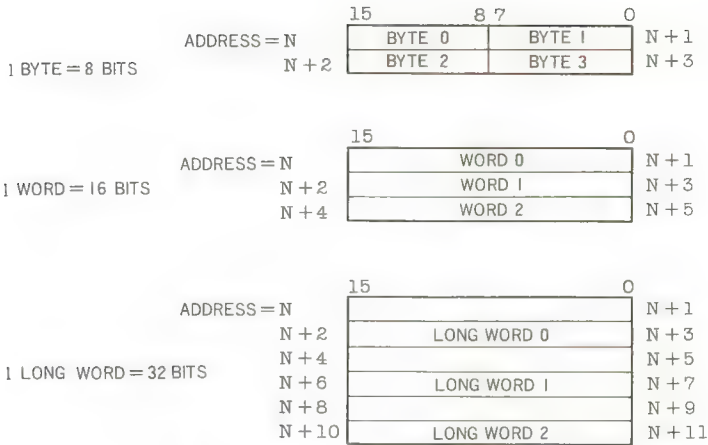 15 8 7 0
ADDRESS = N BYTE 0 BYTE 1 N + 1
1 BYTE = 8 BITS N + 2 BYTE 2 BYTE 3 N + 3
15 0
ADDRESS = N WORD 0 N + 1
1 WORD = 16 BITS N + 2 WORD 1 N + 3
N + 4 WORD 2 N + 5
15 0
ADDRESS = N N + 1
N + 2 LONG WORD 0 N + 3
N + 4 N + 5
1 LONG WORD = 32 BITS N + 6 LONG WORD 1 N + 7
N + 8 N + 9
N + 10 LONG WORD 2 N + 11